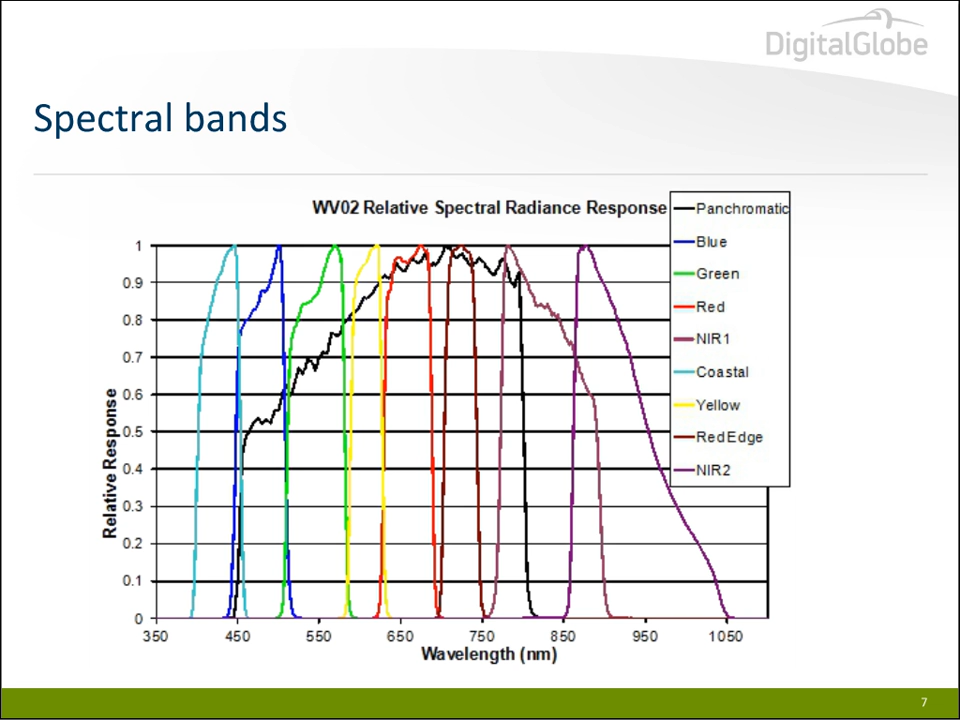 DigitalGlobe
Spectral bands
WV02 Relative Spectral Radiance Response
Panchromatic
Blue
Green
Red
NIR1
Coastal
Yellow
RedEdge
NIR2
Relative Response
1
0.9
0.8
0.7
0.6
0.5
0.4
0.3
0.2
0.1
0
350 450 550 650 750 850 950 1050
Wavelength (nm)
7